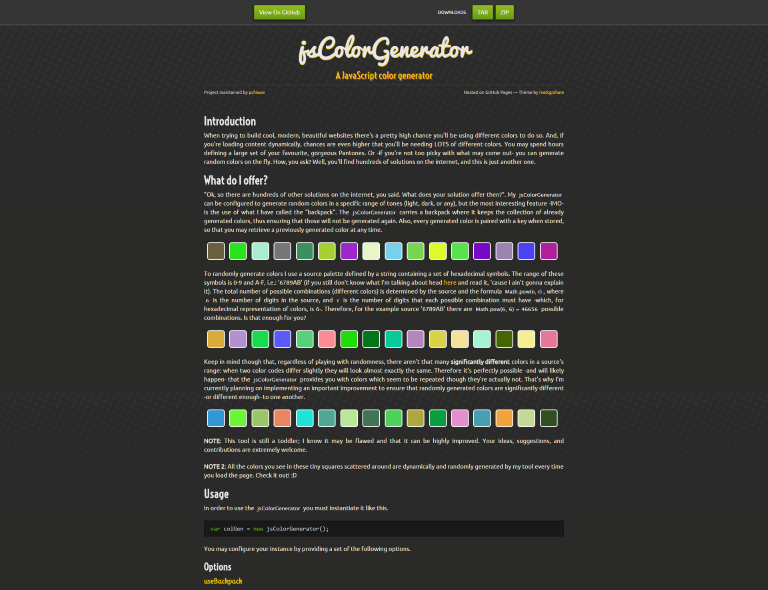 View On GitHub
DOWNLOADS TAR ZIP
jsColorGenerator
A JavaScript color generator
Project maintained by pchiwan
Hosted on GitHub Pages — Theme by mattgraham
Introduction
When trying to build cool, modern, beautiful websites there's a pretty high chance you'll be using different colors to do so. And, if
you're loading content dynamically, chances are even higher that you'll be needing LOTS of different colors. You may spend hours
defining a large set of your favourite, gorgeous Pantones. Or -if you're not too picky with what may come out- you can generate
random colors on the fly. How, you ask? Well, you'll find hundreds of solutions on the internet, and this is just another one.
What do I offer?
"Ok, so there are hundreds of other solutions on the internet, you said. What does your solution offer then?". My jsColorGenerator
can be configured to generate random colors in a specific range of tones (light, dark, or any), but the most interesting feature -IMO-
is the use of what I have called the "backpack". The jsColorGenerator carries a backpack where it keeps the collection of already
generated colors, thus ensuring that those will not be generated again. Also, every generated color is paired with a key when stored,
so that you may retrieve a previously generated color at any time.
To randomly generate colors I use a source palette defined by a string containing a set of hexadecimal symbols. The range of these
symbols is 0-9 and A-F, i.e.: '6789AB' (if you still don't know what I'm talking about head here and read it, 'cause I ain't gonna explain
it). The total number of possible combinations (different colors) is determined by the source and the formula Math.pow(n, r) , where
n is the number of digits in the source, and r is the number of digits that each possible combination must have -which, for
hexadecimal representation of colors, is 6-. Therefore, for the example source '6789AB' there are Math.pow(6, 6) = 46656 possible
combinations. Is that enough for you?
Keep in mind though that, regardless of playing with randomness, there aren't that many significantly different colors in a source's
range: when two color codes differ slightly they will look almost exactly the same. Therefore it's perfectly possible -and will likely
happen- that the jsColorGenerator provides you with colors which seem to be repeated though they're actually not. That's why I'm
currently planning on implementing an important improvement to ensure that randomly generated colors are significantly different
-or different enough- to one another.
NOTE: This tool is still a toddler; I know it may be flawed and that it can be highly improved. Your ideas, suggestions, and
contributions are extremely welcome.
NOTE 2: All the colors you see in these tiny squares scattered around are dynamically and randomly generated by my tool every time
you load the page. Check it out! :D
Usage
In order to use the jsColorGenerator you must instantiate it like this.
var colGen = new jsColorGenerator();
You may configure your instance by providing a set of the following options.
Options
useBackpack